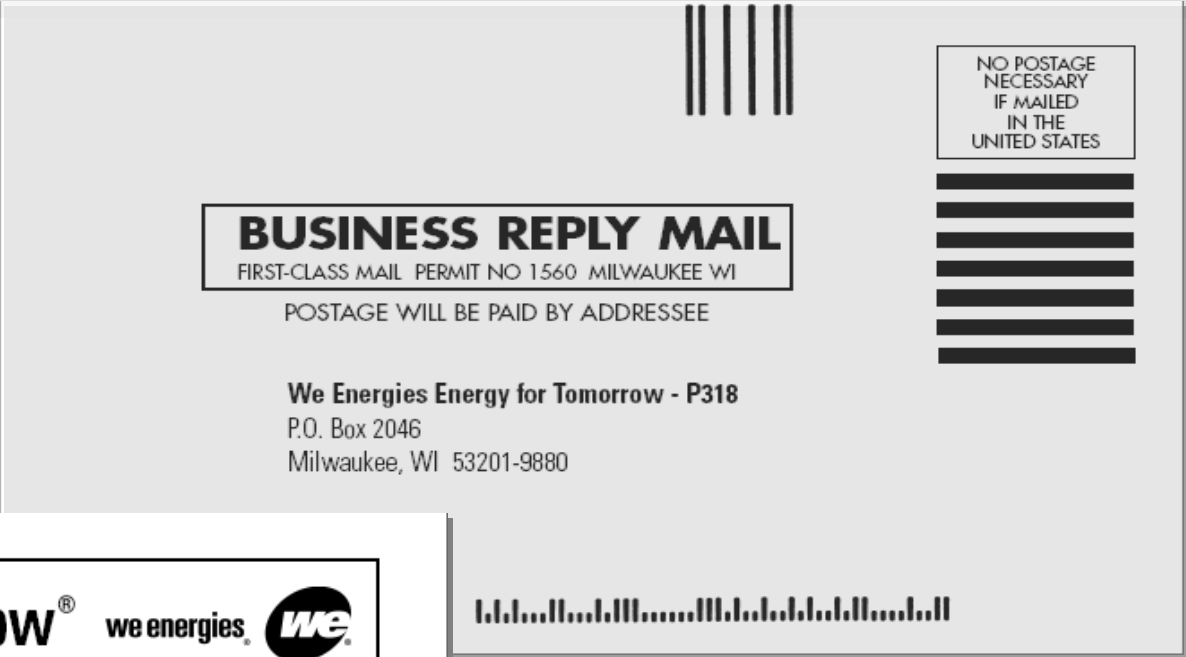 NO POSTAGE
NECESSARY
IF MAILED
IN THE
UNITED STATES
BUSINESS REPLY MAIL
FIRST-CLASS MAIL PERMIT NO 1560 MILWAUKEE WI
POSTAGE WILL BE PAID BY ADDRESSEE
We Energies Energy for Tomorrow - P318
P.O. Box 2046
Milwaukee, WI 53201-9880
we energies® we®